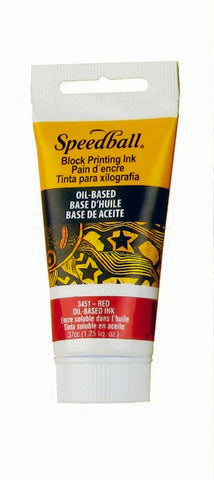 Speedball®
Block Printing Ink
Pain d'encre
Tinta para xilografía
OIL-BASED
BASE D'HUILE
BASE DE ACEITE
3451 – RED
OIL-BASED INK
Encre soluble dans l'huile
Tinta soluble en aceite
37cc (1.25 liq. oz.)